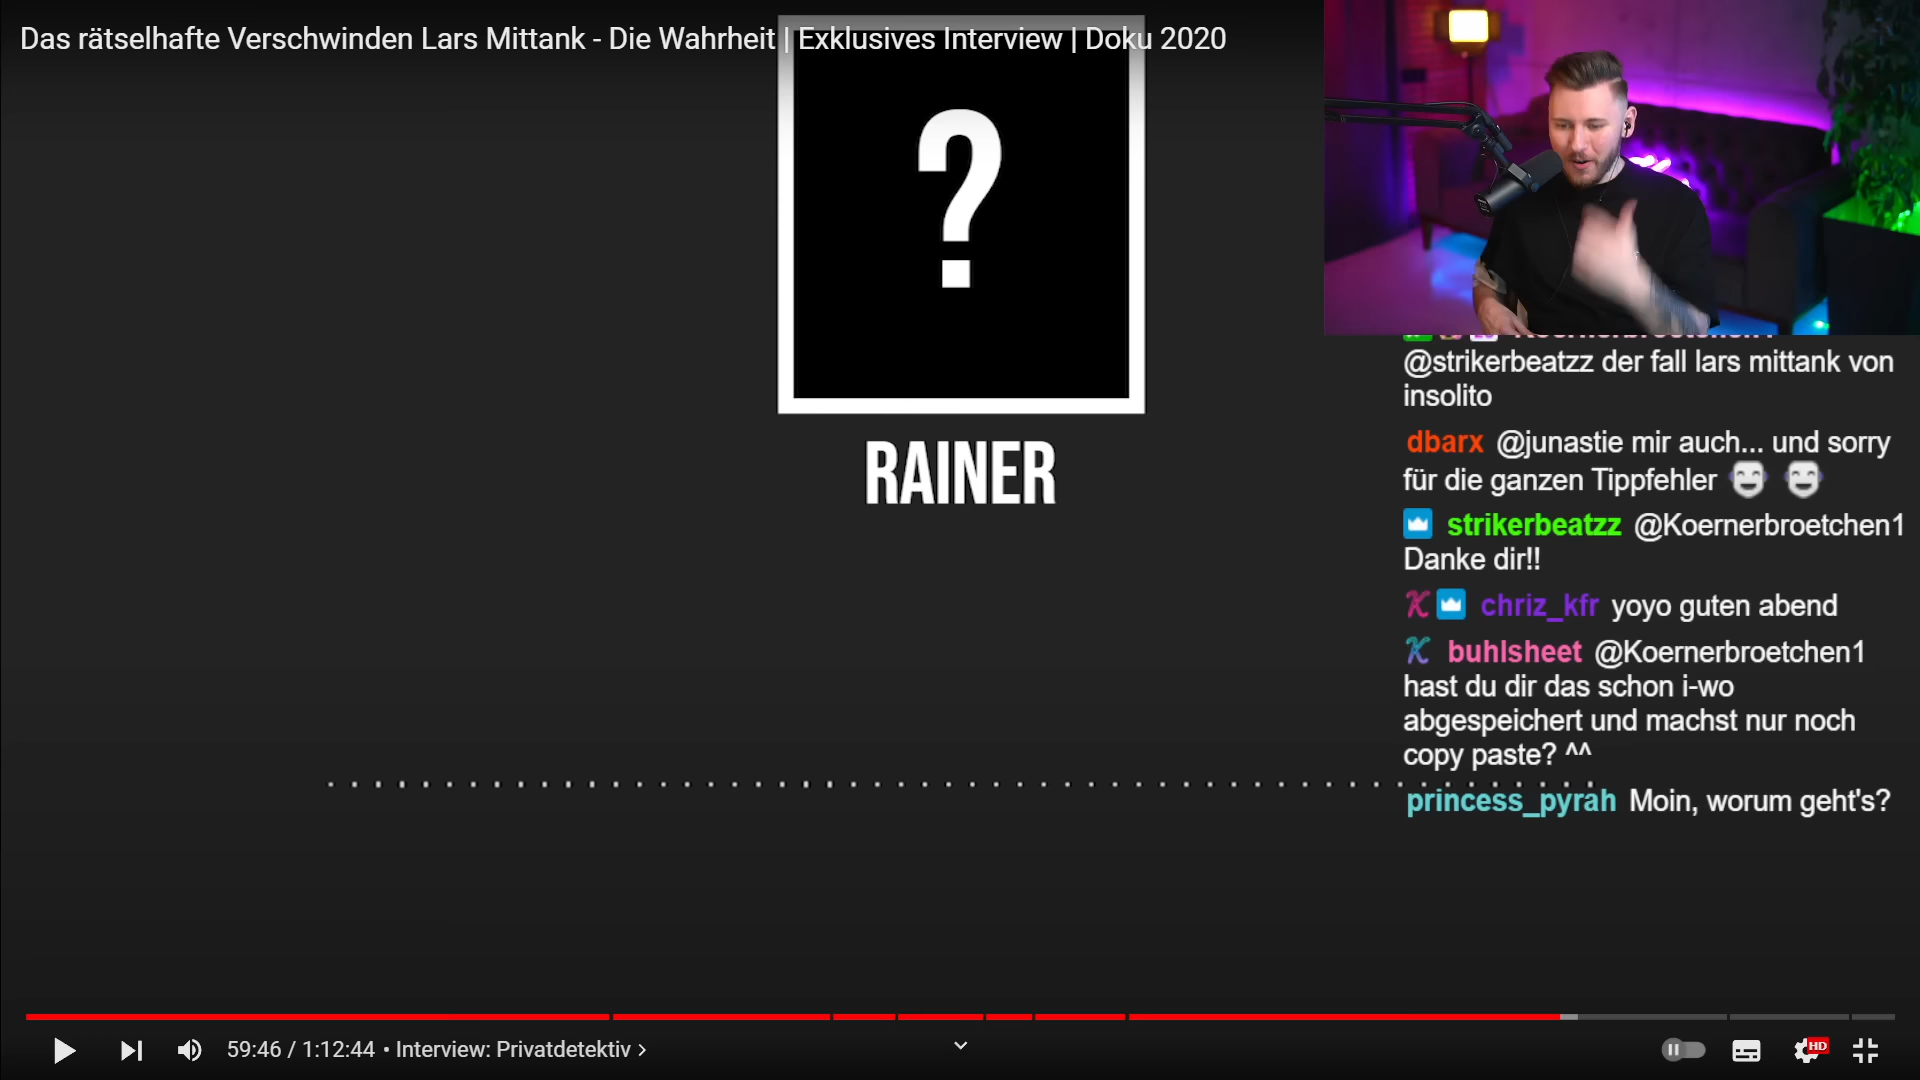 Das rätselhafte Verschwinden Lars Mittank - Die Wahrheit | Exklusives Interview | Doku 2020
?
RAINER
@strikerbeatzz der fall lars mittank von
insolito
dbarx @junastie mir auch... und sorry
für die ganzen Tippfehler
strikerbeatzz @Koernerbroetchen1
Danke dir!!
chriz_kfr yoyo guten abend
buhlsheet @Koernerbroetchen1
hast du dir das schon i-wo
abgespeichert und machst nur noch
copy paste? ^^
princess_pyrah Moin, worum geht's?
59:46 / 1:12:44 • Interview: Privatdetektiv >
HD